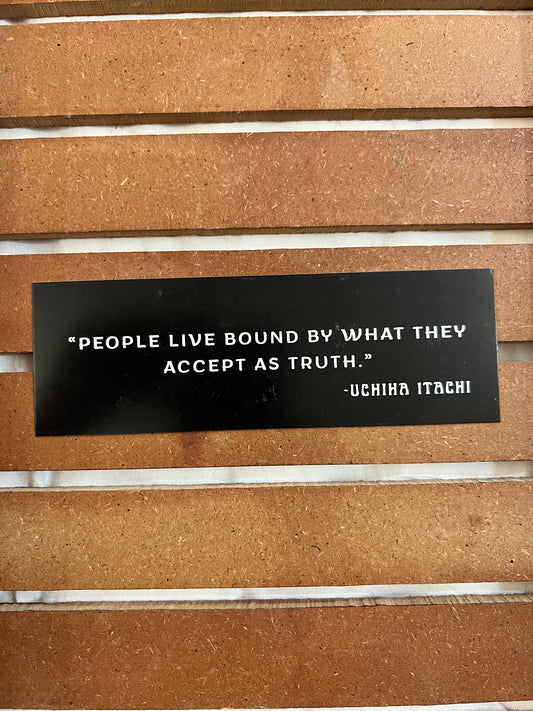 “PEOPLE LIVE BOUND BY WHAT THEY
ACCEPT AS TRUTH.”
-UCHIHA ITACHI